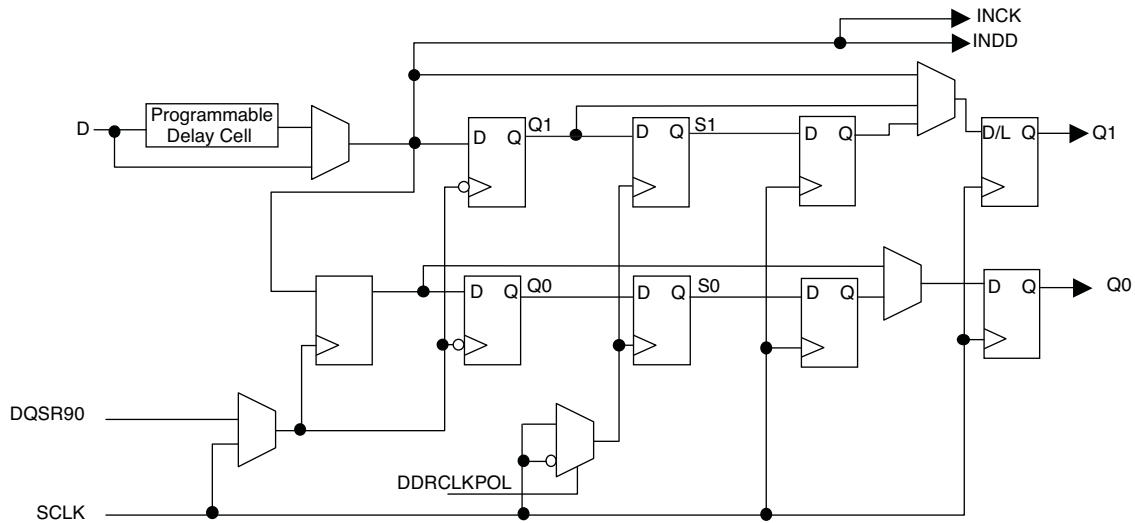 INCK
INDD
D
Programmable
Delay Cell
D Q
Q1
D Q
S1
D Q
D/L Q
Q1
D Q
Q0
D Q
S0
D Q
D Q
Q0
DQSR90
DDRCLKPOL
SCLK